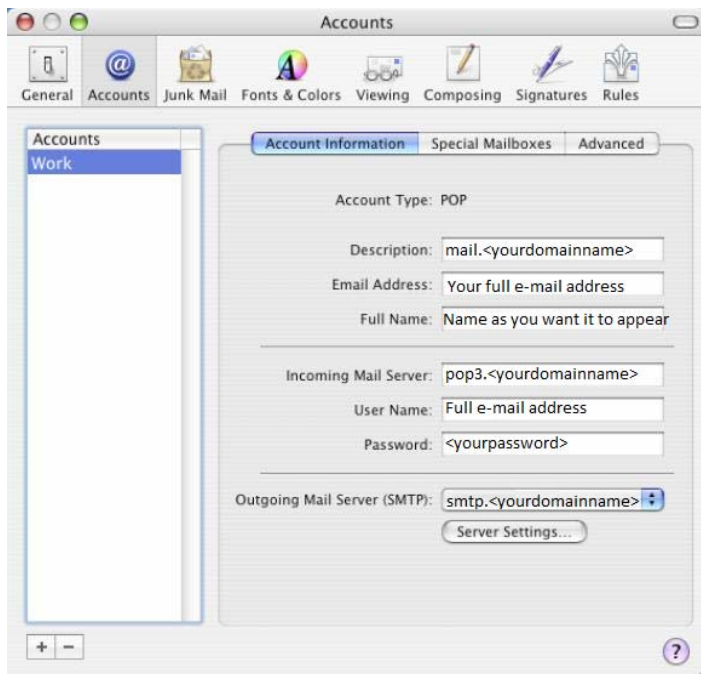 Accounts
General Accounts Junk Mail Fonts & Colors Viewing Composing Signatures Rules
Accounts
Work
Account Information Special Mailboxes Advanced
Account Type: POP
Description: mail.<yourdomainname>
Email Address: Your full e-mail address
Full Name: Name as you want it to appear
Incoming Mail Server: pop3.<yourdomainname>
User Name: Full e-mail address
Password: <yourpassword>
Outgoing Mail Server (SMTP): smtp.<yourdomainname>
Server Settings...
+ − ?